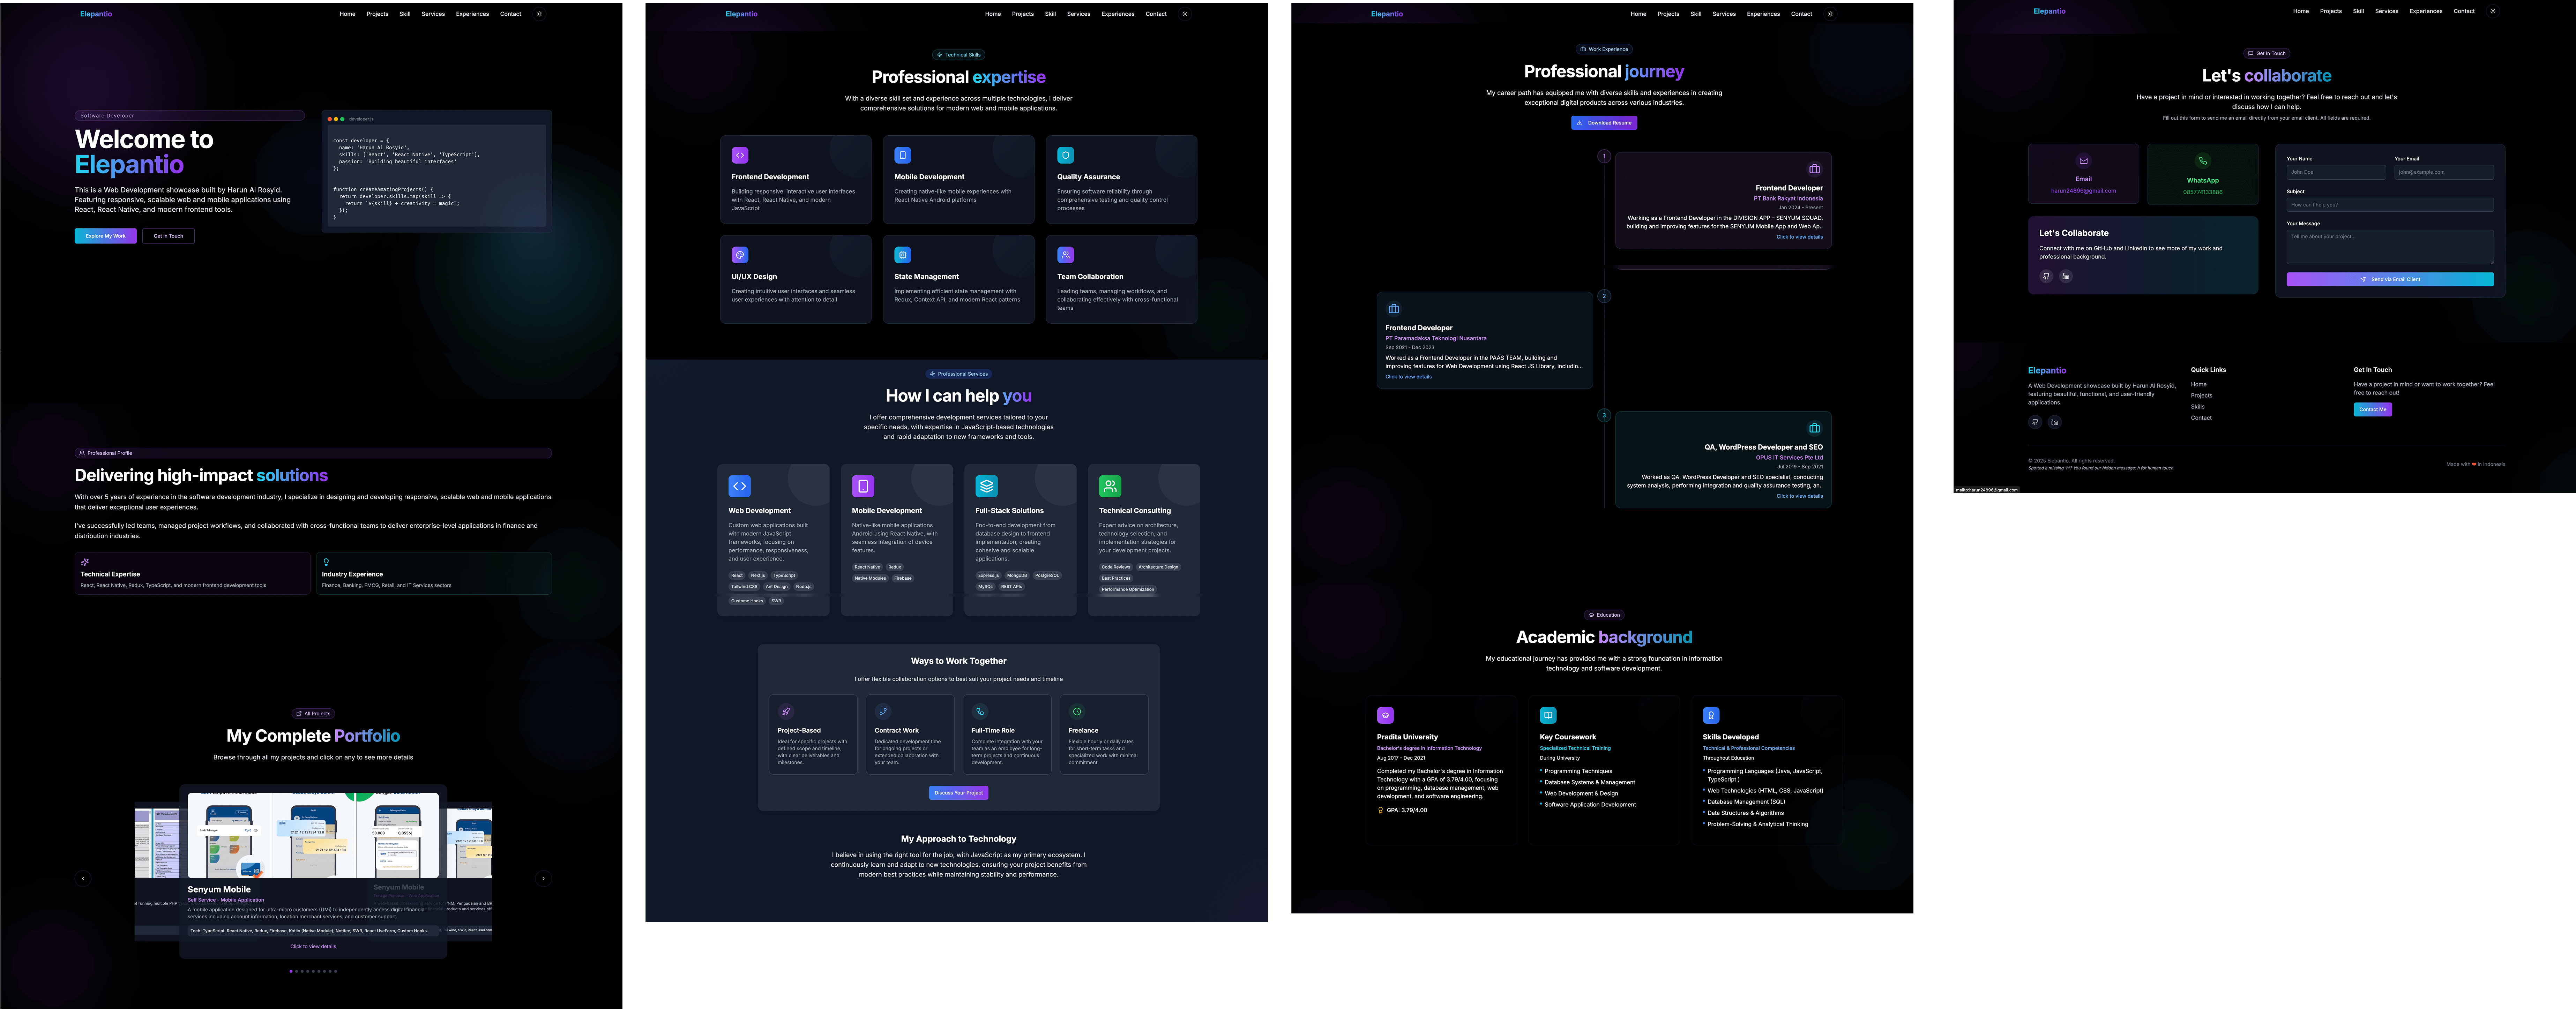 Elepantio
Home Projects Skill Services Experiences Contact
Software Developer
Welcome to
Elepantio
This is a Web Development showcase built by Harun Al Rosyid.
Featuring responsive, scalable web and mobile applications using
React, React Native, and modern frontend tools.
Explore My Work
Get in Touch
developer.js
const developer = {
name: 'Harun Al Rosyid',
skills: ['React', 'React Native', 'TypeScript'],
passion: 'Building beautiful interfaces'
};
function createAmazingProjects() {
return developer.skills.map(skill => {
return `${skill} + creativity = magic`;
});
}
Professional Profile
Delivering high-impact solutions
With over 5 years of experience in the software development industry, I specialize in designing and developing responsive, scalable web and mobile applications
that deliver exceptional user experiences.
I've successfully led teams, managed project workflows, and collaborated with cross-functional teams to deliver enterprise-level applications in finance and
distribution industries.
Technical Expertise
React, React Native, Redux, TypeScript, and modern frontend development tools
Industry Experience
Finance, Banking, FMCG, Retail, and IT Services sectors
All Projects
My Complete Portfolio
Browse through all my projects and click on any to see more details
Senyum Mobile
Self Service - Mobile Application
A mobile application designed for ultra-micro customers (UMi) to independently access digital financial
services including account information, location merchant services, and customer support.
Tech: TypeScript, React Native, Redux, Firebase, Kotlin (Native Module), Notifee, SWR, React UseForm, Custom Hooks.
Click to view details
Elepantio
Home Projects Skill Services Experiences Contact
Technical Skills
Professional expertise
With a diverse skill set and experience across multiple technologies, I deliver
comprehensive solutions for modern web and mobile applications.
Frontend Development
Building responsive, interactive user interfaces
with React, React Native, and modern
JavaScript
Mobile Development
Creating native-like mobile experiences with
React Native Android platforms
Quality Assurance
Ensuring software reliability through
comprehensive testing and quality control
processes
UI/UX Design
Creating intuitive user interfaces and seamless
user experiences with attention to detail
State Management
Implementing efficient state management with
Redux, Context API, and modern React patterns
Team Collaboration
Leading teams, managing workflows, and
collaborating effectively with cross-functional
teams
Professional Services
How I can help you
I offer comprehensive development services tailored to your
specific needs, with expertise in JavaScript-based technologies
and rapid adaptation to new frameworks and tools.
Web Development
Custom web applications built
with modern JavaScript
frameworks, focusing on
performance, responsiveness,
and user experience.
React Next.js TypeScript
Tailwind CSS Ant Design Node.js
Custome Hooks SWR
Mobile Development
Native-like mobile applications
Android using React Native, with
seamless integration of device
features.
React Native Redux
Native Modules Firebase
Full-Stack Solutions
End-to-end development from
database design to frontend
implementation, creating
cohesive and scalable
applications.
Express.js MongoDB PostgreSQL
MySQL REST APIs
Technical Consulting
Expert advice on architecture,
technology selection, and
implementation strategies for
your development projects.
Code Reviews Architecture Design
Best Practices
Performance Optimization
Ways to Work Together
I offer flexible collaboration options to best suit your project needs and timeline
Project-Based
Ideal for specific projects with
defined scope and timeline,
with clear deliverables and
milestones.
Contract Work
Dedicated development time
for ongoing projects or
extended collaboration with
your team.
Full-Time Role
Complete integration with your
team as an employee for long-
term projects and continuous
development.
Freelance
Flexible hourly or daily rates
for short-term tasks and
specialized work with minimal
commitment
Discuss Your Project
My Approach to Technology
I believe in using the right tool for the job, with JavaScript as my primary ecosystem. I
continuously learn and adapt to new technologies, ensuring your project benefits from
modern best practices while maintaining stability and performance.
Elepantio
Home Projects Skill Services Experiences Contact
Work Experience
Professional journey
My career path has equipped me with diverse skills and experiences in creating
exceptional digital products across various industries.
Download Resume
1
Frontend Developer
PT Bank Rakyat Indonesia
Jan 2024 - Present
Working as a Frontend Developer in the DIVISION APP – SENYUM SQUAD,
building and improving features for the SENYUM Mobile App and Web Ap..
Click to view details
2
Frontend Developer
PT Paramadaksa Teknologi Nusantara
Sep 2021 - Dec 2023
Worked as a Frontend Developer in the PAAS TEAM, building and
improving features for Web Development using React JS Library, includin...
Click to view details
3
QA, WordPress Developer and SEO
OPUS IT Services Pte Ltd
Jul 2019 - Sep 2021
Worked as QA, WordPress Developer and SEO specialist, conducting
system analysis, performing integration and quality assurance testing, an..
Click to view details
Education
Academic background
My educational journey has provided me with a strong foundation in information
technology and software development.
Pradita University
Bachelor's degree in Information Technology
Aug 2017 - Dec 2021
Completed my Bachelor's degree in Information
Technology with a GPA of 3.79/4.00, focusing
on programming, database management, web
development, and software engineering.
GPA: 3.79/4.00
Key Coursework
Specialized Technical Training
During University
Programming Techniques
Database Systems & Management
Web Development & Design
Software Application Development
Skills Developed
Technical & Professional Competencies
Throughout Education
Programming Languages (Java, JavaScript,
TypeScript )
Web Technologies (HTML, CSS, JavaScript)
Database Management (SQL)
Data Structures & Algorithms
Problem-Solving & Analytical Thinking
Elepantio
Home Projects Skill Services Experiences Contact
Get In Touch
Let's collaborate
Have a project in mind or interested in working together? Feel free to reach out and let's
discuss how I can help.
Fill out this form to send me an email directly from your email client. All fields are required.
Email
harun24896@gmail.com
WhatsApp
085774133886
Let's Collaborate
Connect with me on GitHub and LinkedIn to see more of my work and
professional background.
Your Name
John Doe
Your Email
john@example.com
Subject
How can I help you?
Your Message
Tell me about your project...
Send via Email Client
Elepantio
A Web Development showcase built by Harun Al Rosyid,
featuring beautiful, functional, and user-friendly
applications.
Quick Links
Home
Projects
Skills
Contact
Get In Touch
Have a project in mind or want to work together? Feel
free to reach out!
Contact Me
© 2025 Elepantio. All rights reserved.
Spotted a missing 'h'? You found our hidden message: h for human touch.
Made with ❤ in Indonesia
mailto:harun24896@gmail.com